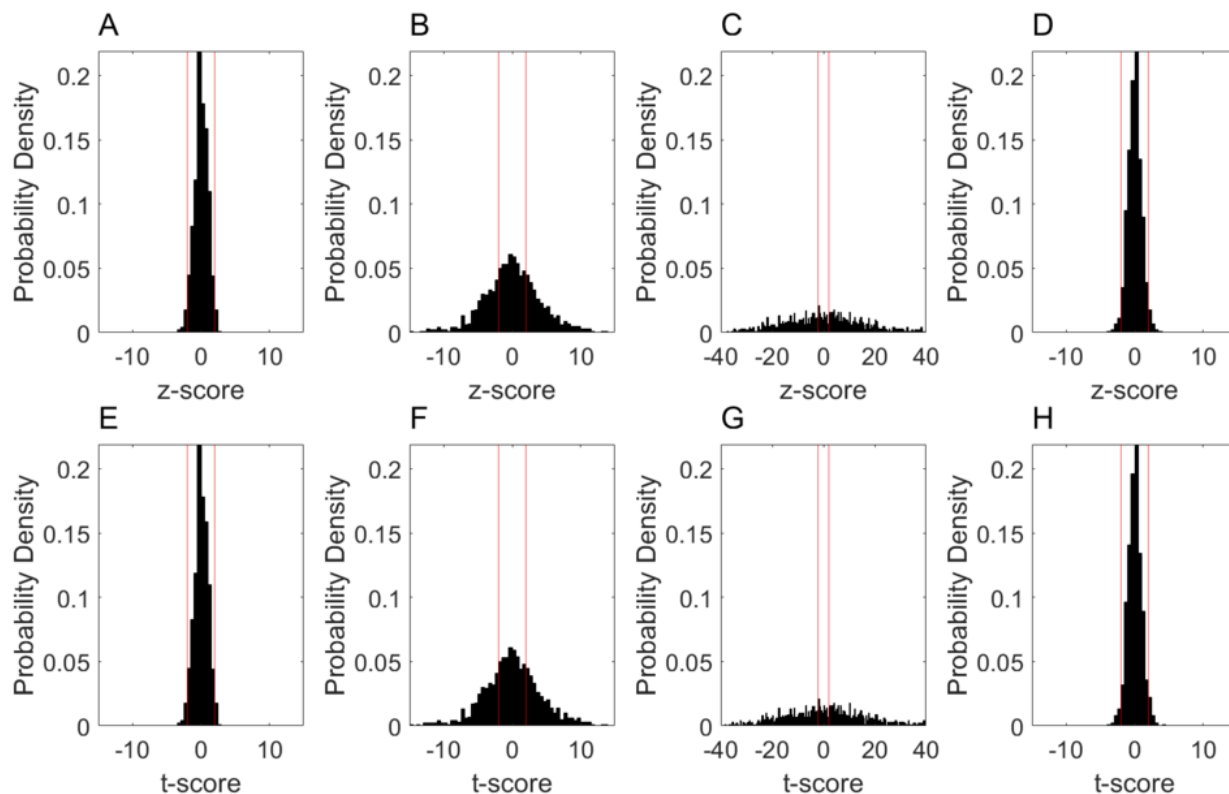 A B C D
Probability Density Probability Density Probability Density Probability Density
0.2 0.2 0.2 0.2
0.15 0.15 0.15 0.15
0.1 0.1 0.1 0.1
0.05 0.05 0.05 0.05
0 0 0 0
-10 0 10 -10 0 10 -40 -20 0 20 40 -10 0 10
z-score z-score z-score z-score
E F G H
Probability Density Probability Density Probability Density Probability Density
0.2 0.2 0.2 0.2
0.15 0.15 0.15 0.15
0.1 0.1 0.1 0.1
0.05 0.05 0.05 0.05
0 0 0 0
-10 0 10 -10 0 10 -40 -20 0 20 40 -10 0 10
t-score t-score t-score t-score